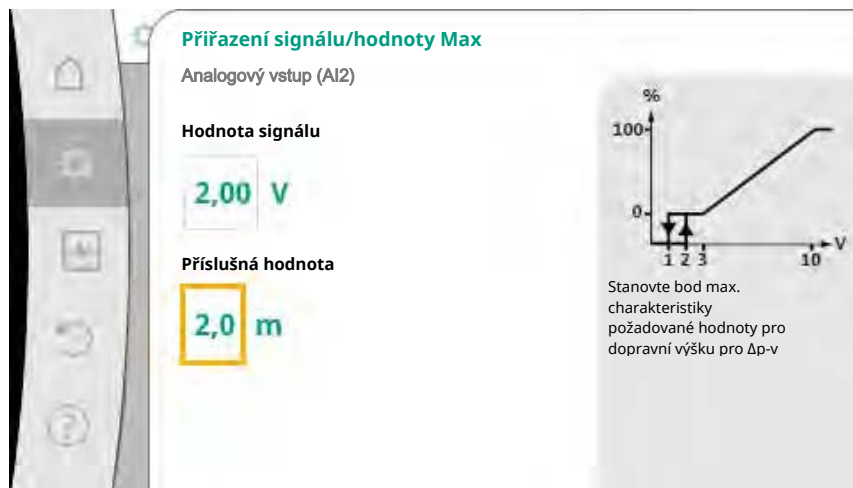 Přiřazení signálu/hodnoty Max
Analogový vstup (AI2)
Hodnota signálu
2,00 V
Příslušná hodnota
2,0 m
%
100
0
1 2 3 10
V
Stanovte bod max.
charakteristiky
požadované hodnoty pro
dopravní výšku pro Δp-v
?